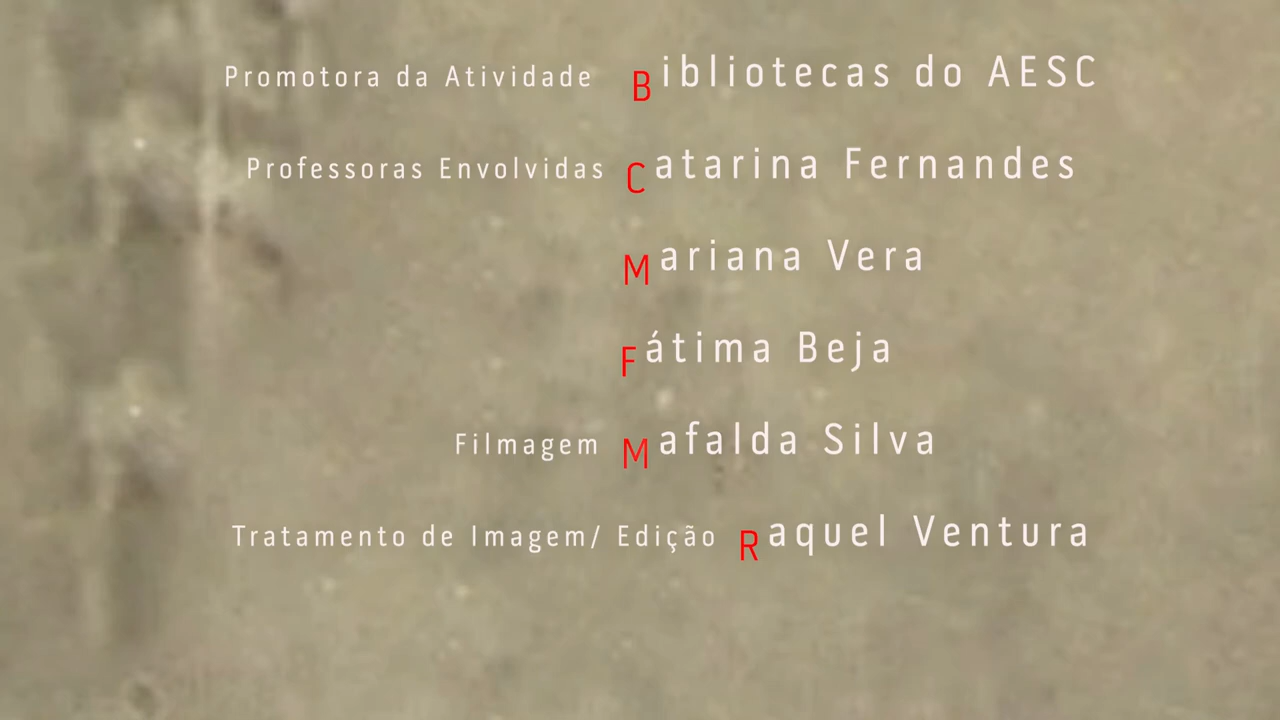 Promotora da Atividade Bibliotecas do AESC
Professoras Envolvidas Catarina Fernandes
Mariana Vera
Fátima Beja
Filmagem Mafalda Silva
Tratamento de Imagem/ Edição Raquel Ventura